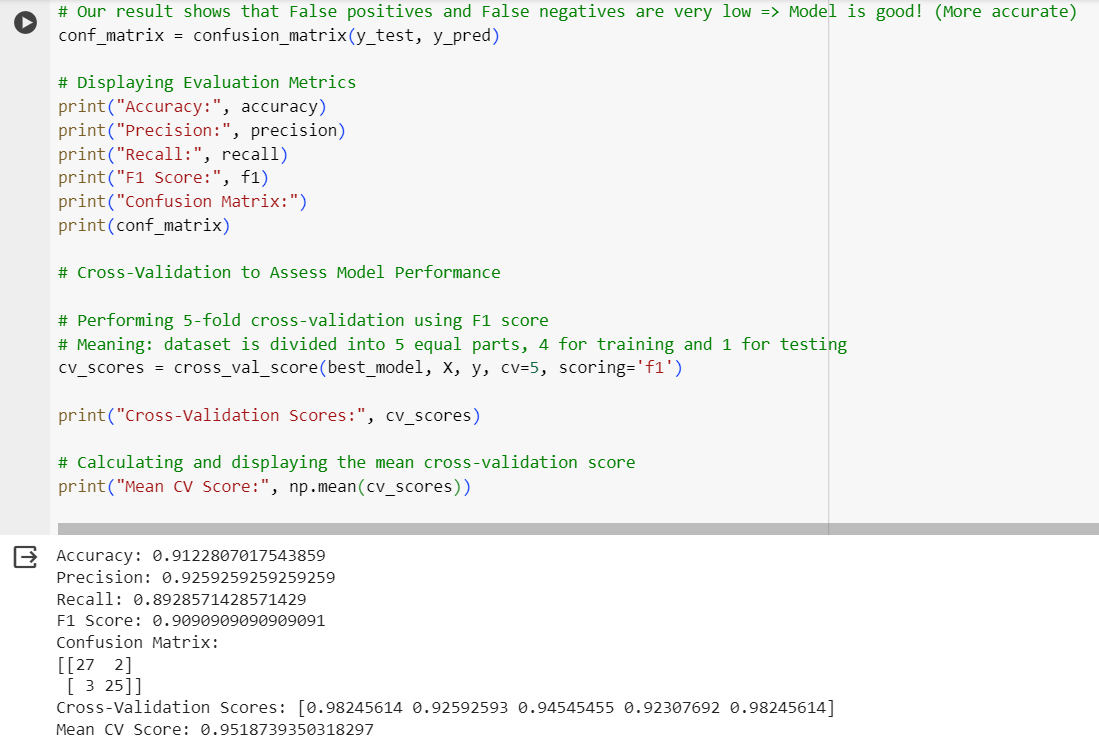 # Our result shows that False positives and False negatives are very low => Model is good! (More accurate)
conf_matrix = confusion_matrix(y_test, y_pred)
# Displaying Evaluation Metrics
print("Accuracy:", accuracy)
print("Precision:", precision)
print("Recall:", recall)
print("F1 Score:", f1)
print("Confusion Matrix:")
print(conf_matrix)
# Cross-Validation to Assess Model Performance
# Performing 5-fold cross-validation using F1 score
# Meaning: dataset is divided into 5 equal parts, 4 for training and 1 for testing
cv_scores = cross_val_score(best_model, X, y, cv=5, scoring='f1')
print("Cross-Validation Scores:", cv_scores)
# Calculating and displaying the mean cross-validation score
print("Mean CV Score:", np.mean(cv_scores))
Accuracy: 0.9122807017543859
Precision: 0.9259259259259259
Recall: 0.8928571428571429
F1 Score: 0.9090909090909091
Confusion Matrix:
[[27  2]
 [ 3 25]]
Cross-Validation Scores: [0.98245614 0.92592593 0.94545455 0.92307692 0.98245614]
Mean CV Score: 0.9518739350318297